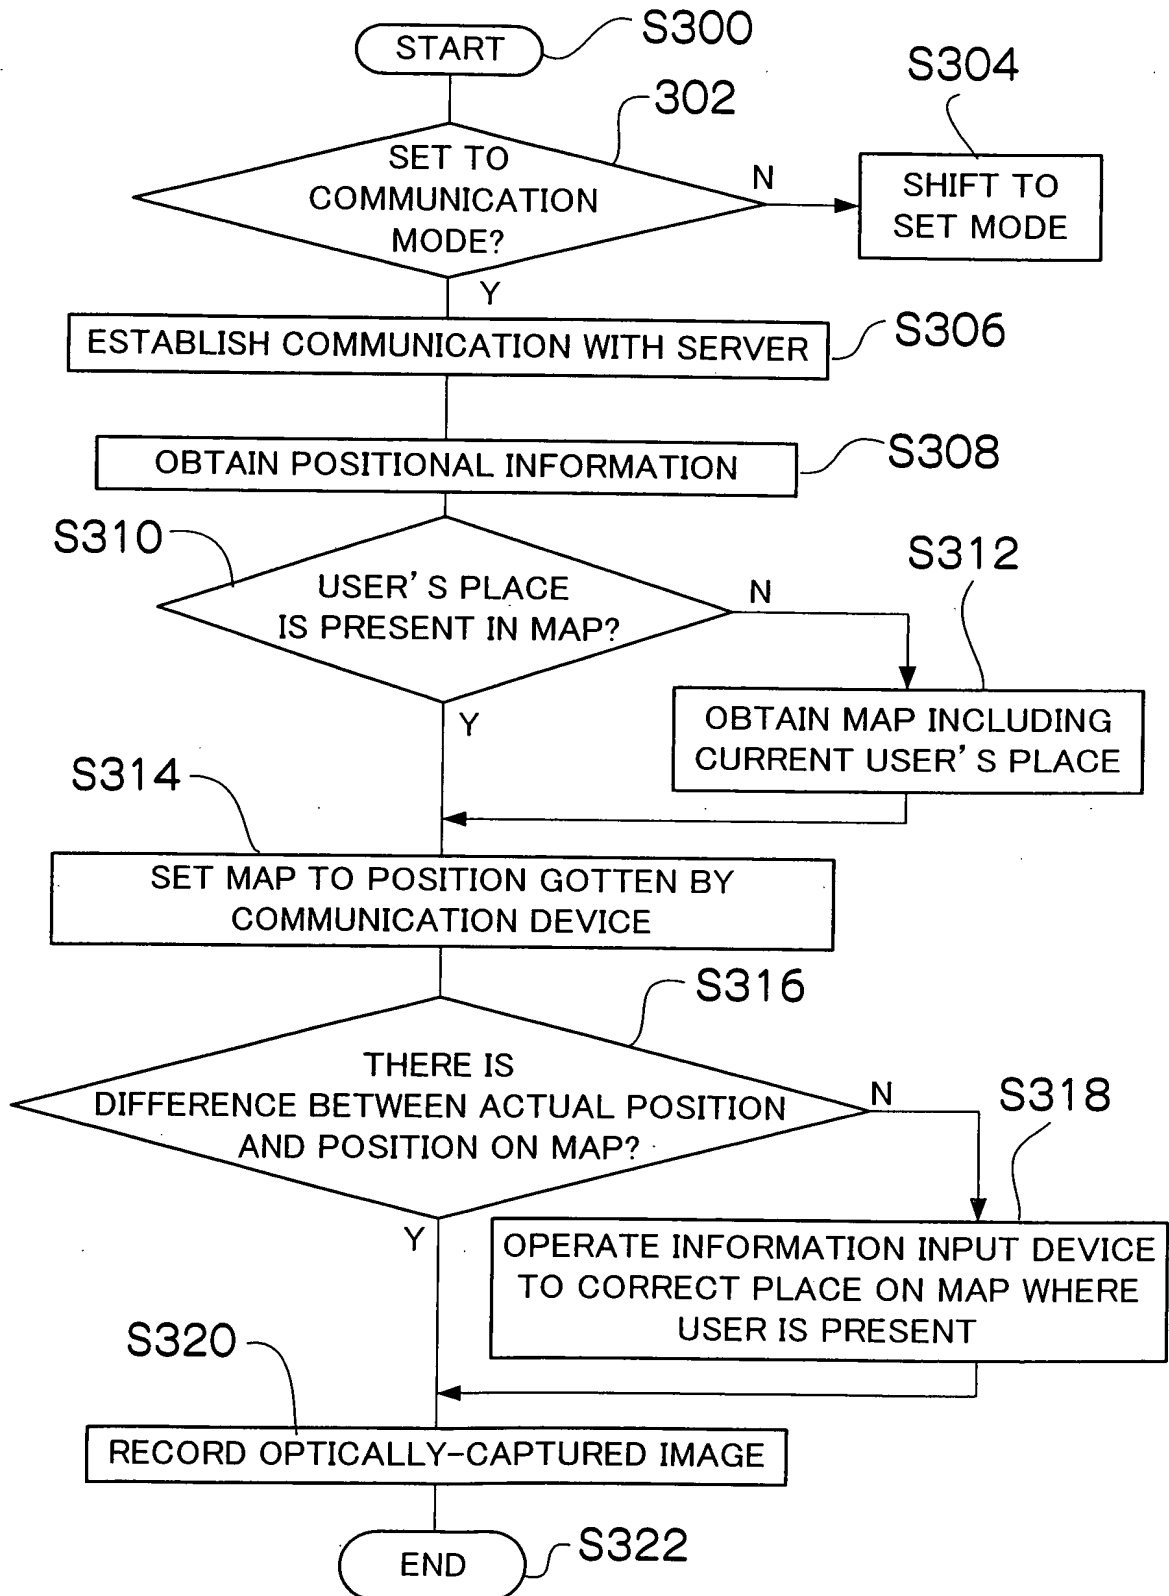 START
S300
302
S304
SET TO
COMMUNICATION
MODE?
N
SHIFT TO
SET MODE
Y
ESTABLISH COMMUNICATION WITH SERVER
S306
OBTAIN POSITIONAL INFORMATION
S308
S310
USER'S PLACE
IS PRESENT IN MAP?
N
S312
Y
OBTAIN MAP INCLUDING
CURRENT USER'S PLACE
S314
SET MAP TO POSITION GOTTEN BY
COMMUNICATION DEVICE
S316
THERE IS
DIFFERENCE BETWEEN ACTUAL POSITION
AND POSITION ON MAP?
N
S318
Y
OPERATE INFORMATION INPUT DEVICE
TO CORRECT PLACE ON MAP WHERE
USER IS PRESENT
S320
RECORD OPTICALLY-CAPTURED IMAGE
END
S322